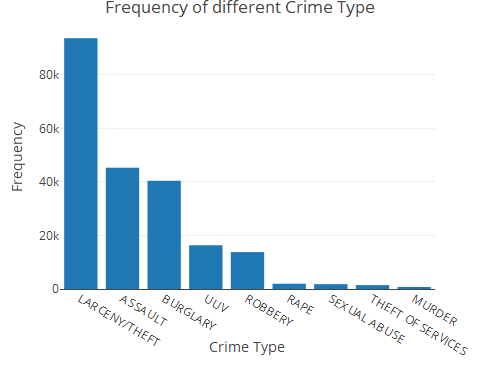 Frequency of different Crime Type
Frequency
80k
60k
40k
20k
0
LARCENY/THEFT
ASSAULT
BURGLARY
UUV
ROBBERY
RAPE
SEXUAL ABUSE
THEFT OF SERVICES
MURDER
Crime Type